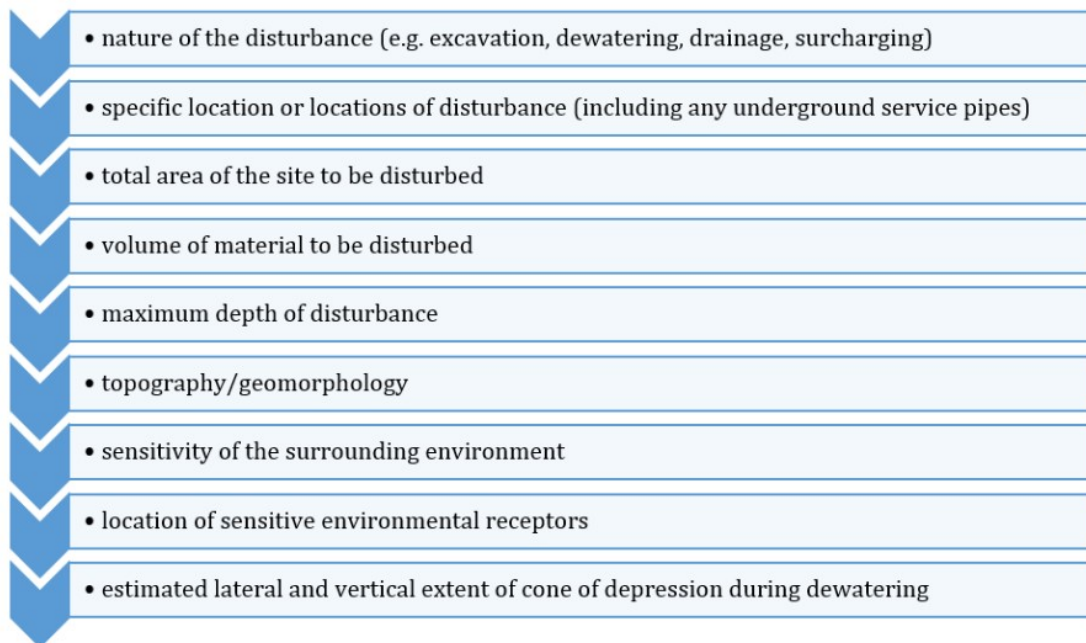 • nature of the disturbance (e.g. excavation, dewatering, drainage, surcharging)
• specific location or locations of disturbance (including any underground service pipes)
• total area of the site to be disturbed
• volume of material to be disturbed
• maximum depth of disturbance
• topography/geomorphology
• sensitivity of the surrounding environment
• location of sensitive environmental receptors
• estimated lateral and vertical extent of cone of depression during dewatering